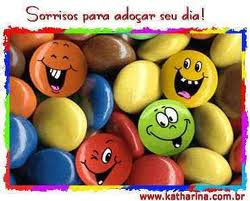 Sorrisos para adoçar seu dia!
www.katharina.com.br